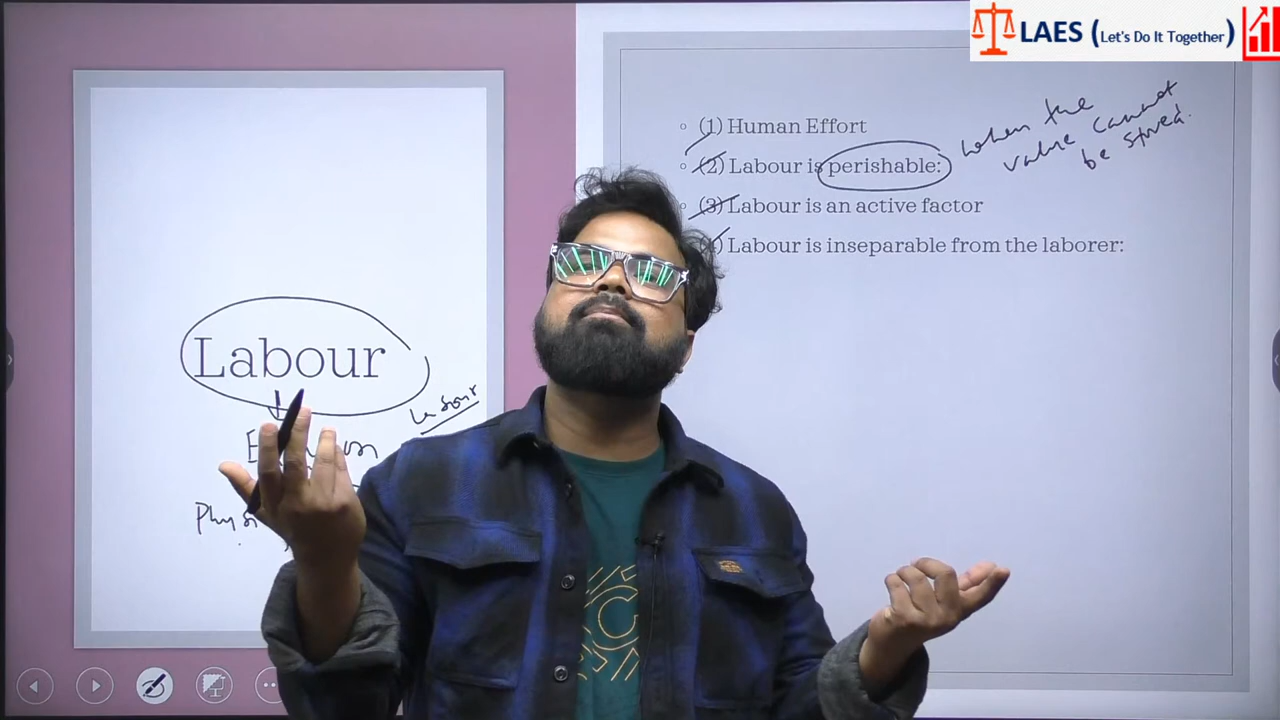 LAES (Let's Do It Together)
(1) Human Effort
(2) Labour is perishable:
when the
value cannot
be stored.
(3) Labour is an active factor
Labour is inseparable from the laborer:
Labour
Labour